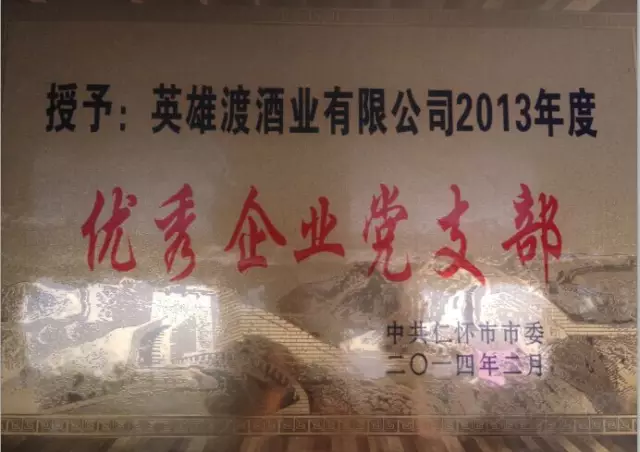 授予：英雄渡酒业有限公司2013年度
优秀企业党支部
中共仁怀市市委
二〇一四年二月